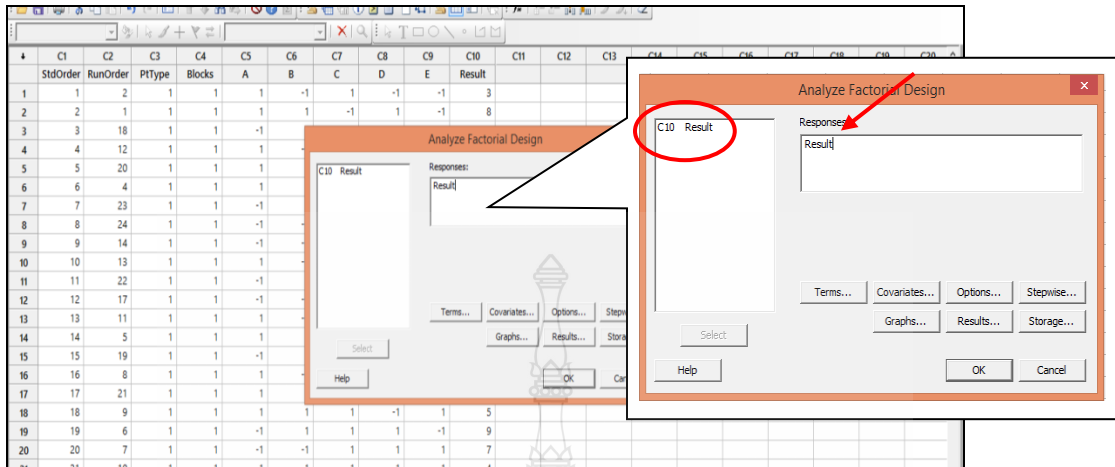 C1 C2 C3 C4 C5 C6 C7 C8 C9 C10 C11 C12 C13 C14 C15 C16 C17 C18 C19 C20
StdOrder RunOrder PtType Blocks A B C D E Result
1 1 2 1 1 1 -1 1 -1 -1 3
2 2 1 1 1 1 1 -1 1 -1 8
3 3 18 1 1 -1
4 4 12 1 1 1
5 5 20 1 1 1
6 6 4 1 1 1
7 7 23 1 1 -1
8 8 24 1 1 -1
9 9 14 1 1 -1
10 10 13 1 1 1
11 11 22 1 1 -1
12 12 17 1 1 -1
13 13 11 1 1 1
14 14 5 1 1 1
15 15 19 1 1 -1
16 16 8 1 1 1
17 17 21 1 1 1
18 18 9 1 1 1 1 1 -1 1 5
19 19 6 1 1 -1 1 1 1 -1 9
20 20 7 1 1 -1 -1 1 1 1 7
Analyze Factorial Design
C10 Result
Responses:
Result
Terms... Covariates... Options...
Graphs... Results...
Select
Help
OK
Analyze Factorial Design
C10 Result
Responses:
Result
Terms... Covariates... Options... Stepwise...
Graphs... Results... Storage...
Select
Help
OK
Cancel